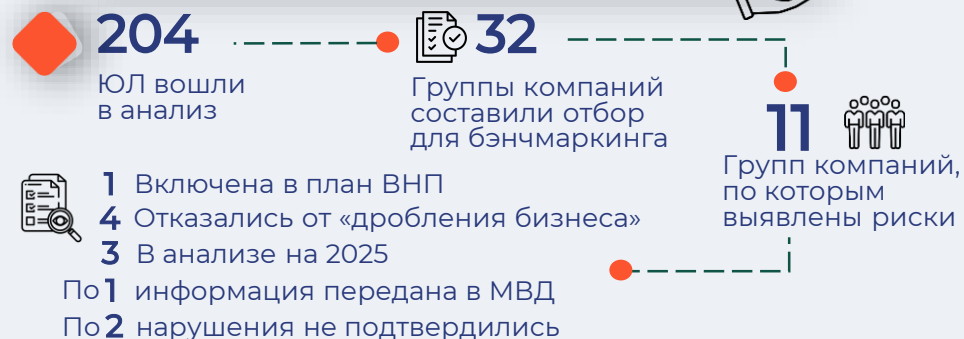 204
ЮЛ вошли
в анализ
32
Группы компаний
составили отбор
для бэнчмаркинга
11
Групп компаний,
по которым
выявлены риски
1 Включена в план ВНП
4 Отказались от «дробления бизнеса»
3 В анализе на 2025
По 1 информация передана в МВД
По 2 нарушения не подтвердились